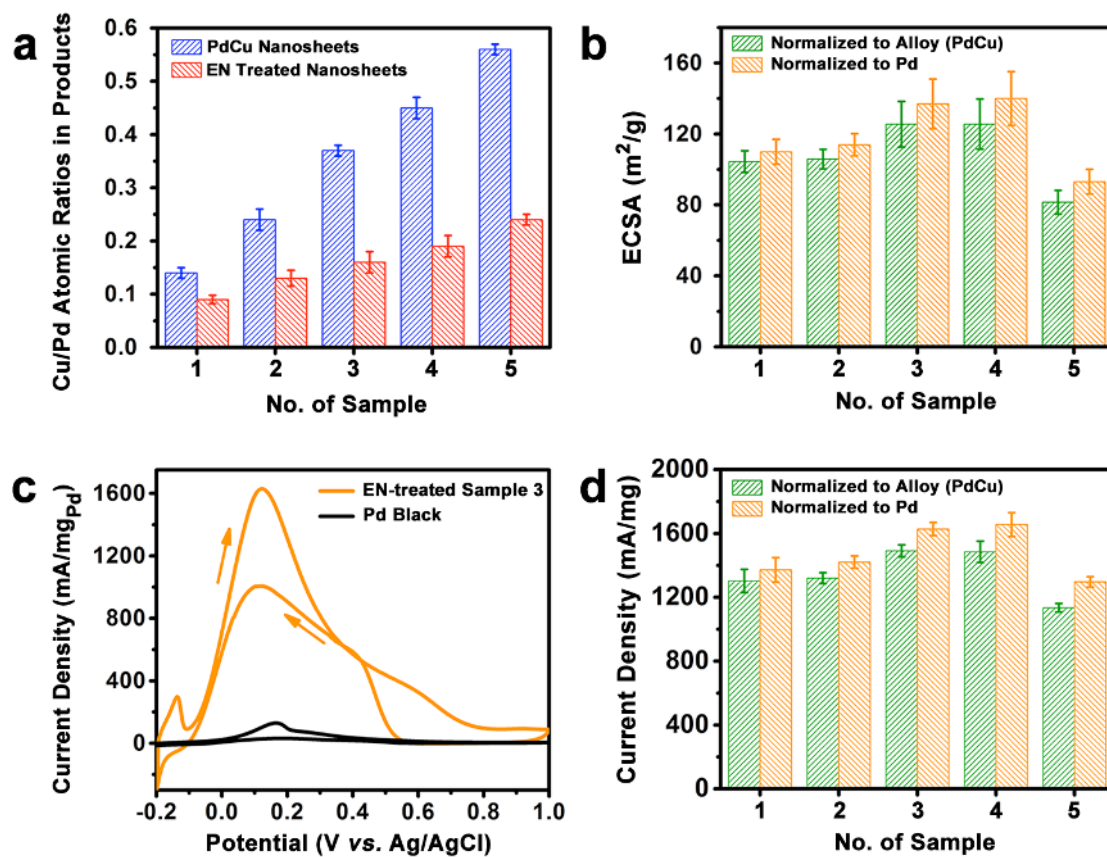 a
PdCu Nanosheets
EN Treated Nanosheets
Cu/Pd Atomic Ratios in Products
0.6
0.5
0.4
0.3
0.2
0.1
0.0
1 2 3 4 5
No. of Sample
b
Normalized to Alloy (PdCu)
Normalized to Pd
ECSA (m²/g)
160
120
80
40
0
1 2 3 4 5
No. of Sample
c
EN-treated Sample 3
Pd Black
Current Density (mA/mgPd)
1600
1200
800
400
0
-0.2 0.0 0.2 0.4 0.6 0.8 1.0
Potential (V vs. Ag/AgCl)
d
Normalized to Alloy (PdCu)
Normalized to Pd
Current Density (mA/mg)
2000
1600
1200
800
400
0
1 2 3 4 5
No. of Sample